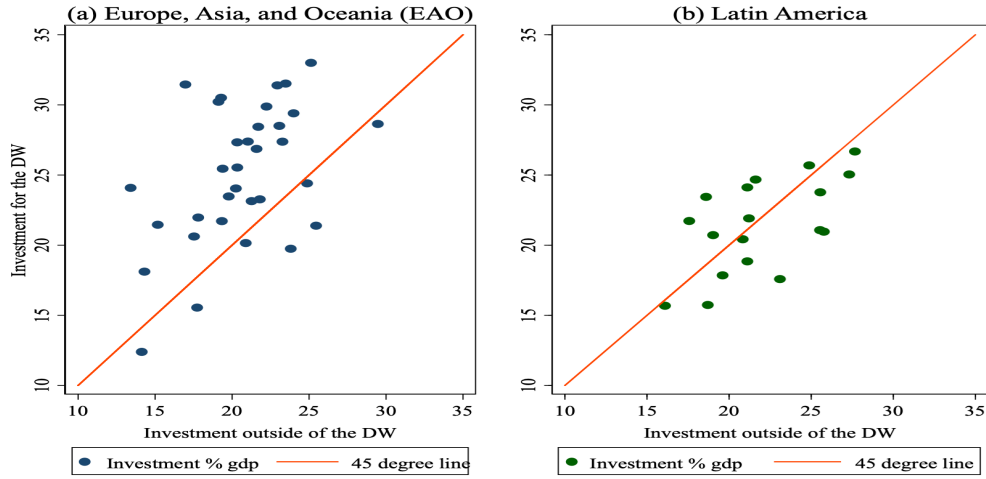 (a) Europe, Asia, and Oceania (EAO)
Investment for the DW
35
30
25
20
15
10
10 15 20 25 30 35
Investment outside of the DW
Investment % gdp 45 degree line
(b) Latin America
35
30
25
20
15
10
10 15 20 25 30 35
Investment outside of the DW
Investment % gdp 45 degree line